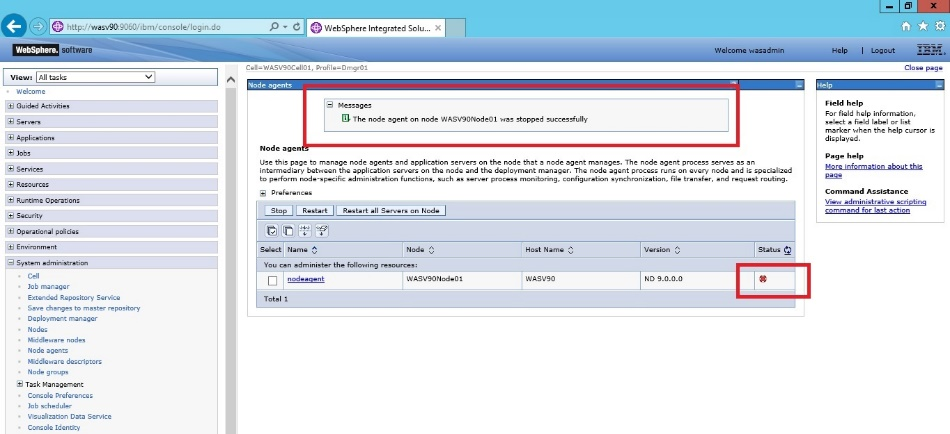 http://wasv90:9060/ibm/console/login.do
WebSphere Integrated Solu...
WebSphere. software
Welcome wasadmin
Help
Logout
IBM
View: All tasks
Cell=WASV90Cell01, Profile=Dmgr01
Close page
Welcome
Guided Activities
Servers
Applications
Jobs
Services
Resources
Runtime Operations
Security
Operational policies
Environment
System administration
Cell
Job manager
Extended Repository Service
Save changes to master repository
Deployment manager
Nodes
Middleware nodes
Node agents
Middleware descriptors
Node groups
Task Management
Console Preferences
Job scheduler
Visualization Data Service
Console Identity
Node agents
Messages
The node agent on node WASV90Node01 was stopped successfully
Node agents
Use this page to manage node agents and application servers on the node that a node agent manages. The node agent process serves as an
intermediary between the application servers on the node and the deployment manager. The node agent process runs on every node and is specialized
to perform node-specific administration functions, such as server process monitoring, configuration synchronization, file transfer, and request routing.
Preferences
Stop Restart Restart all Servers on Node
Select Name Node Host Name Version Status
You can administer the following resources:
nodeagent WASV90Node01 WASV90 ND 9.0.0.0
Total 1
Help
Field help
For field help information,
select a field label or list
marker when the help cursor is
displayed.
Page help
More information about this
page
Command Assistance
View administrative scripting
command for last action